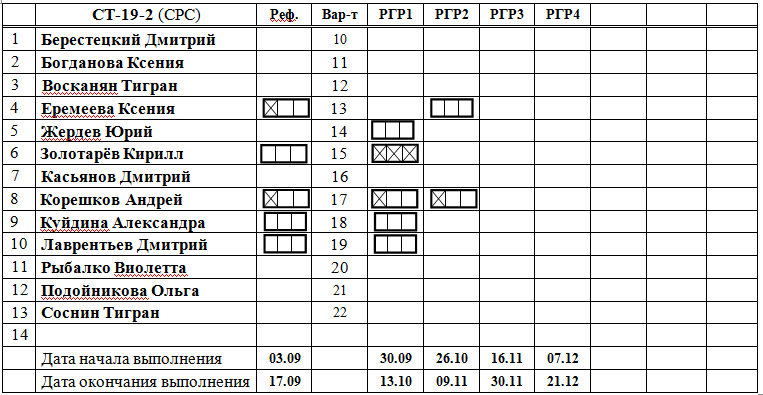 СТ-19-2 (СРС) Реф. Вар-т РГР1 РГР2 РГР3 РГР4
1 Берестецкий Дмитрий 10
2 Богданова Ксения 11
3 Восканян Тигран 12
4 Еремеева Ксения 13
5 Жердев Юрий 14
6 Золотарёв Кирилл 15
7 Касьянов Дмитрий 16
8 Корешков Андрей 17
9 Куйдина Александра 18
10 Лаврентьев Дмитрий 19
11 Рыбалко Виолетта 20
12 Подойникова Ольга 21
13 Соснин Тигран 22
14
Дата начала выполнения 03.09 30.09 26.10 16.11 07.12
Дата окончания выполнения 17.09 13.10 09.11 30.11 21.12